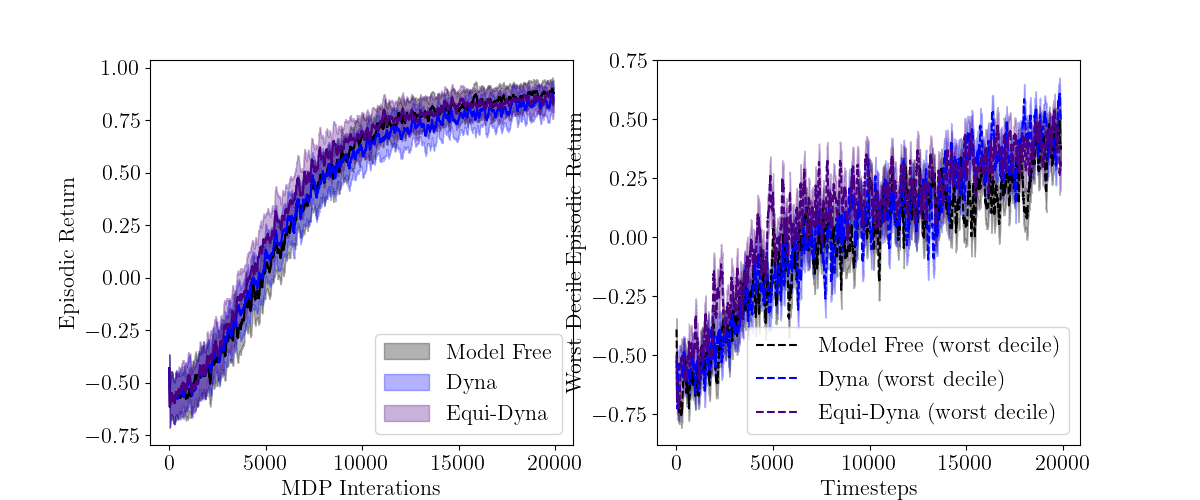 1.00
0.75
0.50
0.25
0.00
−0.25
−0.50
−0.75
Episodic Return
0
5000
10000
15000
20000
MDP Interations
Model Free
Dyna
Equi-Dyna
0.75
0.50
0.25
0.00
−0.25
−0.50
−0.75
Worst Decile Episodic Return
0
5000
10000
15000
20000
Timesteps
Model Free (worst decile)
Dyna (worst decile)
Equi-Dyna (worst decile)